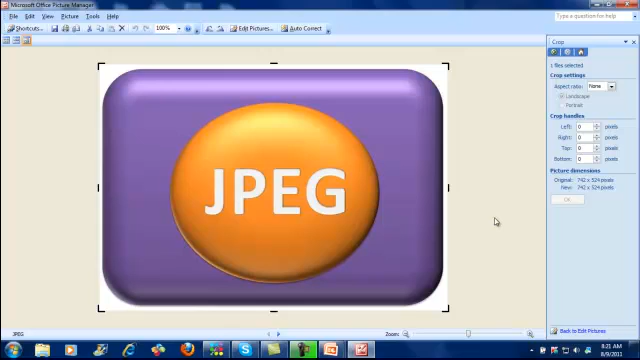 Microsoft Office Picture Manager
File Edit View Picture Tools Help
Type a question for help
Shortcuts...
100%
Edit Pictures...
Auto Correct
Crop
1 files selected
Crop settings
Aspect ratio: None
Landscape
Portrait
Crop handles
Left: 0 pixels
Right: 0 pixels
Top: 0 pixels
Bottom: 0 pixels
Picture dimensions
Original: 742 x 524 pixels
New: 742 x 524 pixels
OK
JPEG
Back to Edit Pictures
JPEG
Zoom:
8:21 AM
8/9/2011